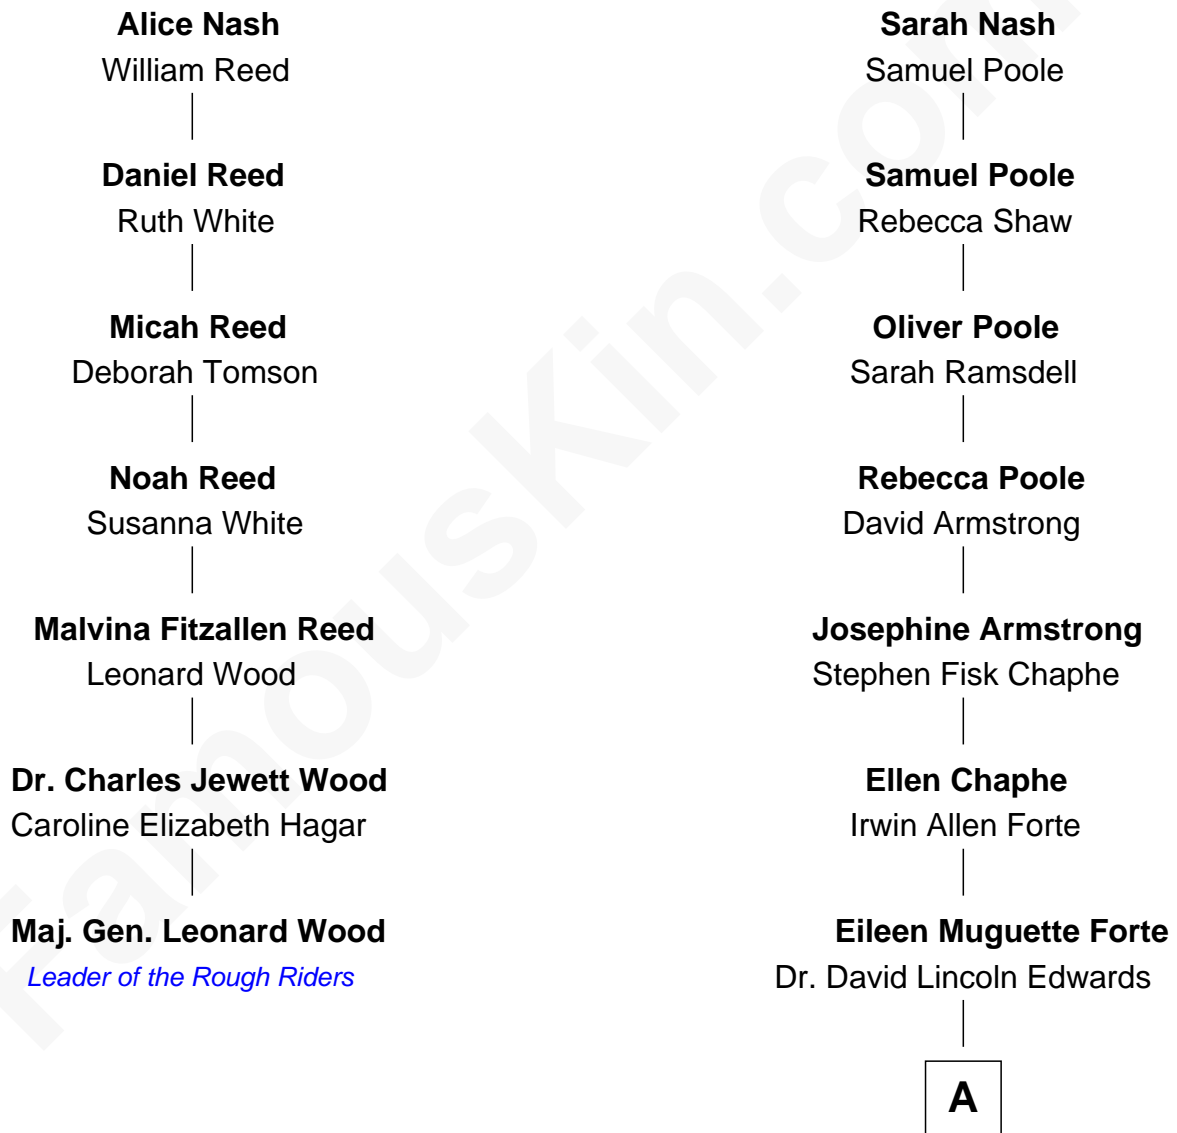 Alice Nash
William Reed
Daniel Reed
Ruth White
Micah Reed
Deborah Tomson
Noah Reed
Susanna White
Malvina Fitzallen Reed
Leonard Wood
Dr. Charles Jewett Wood
Caroline Elizabeth Hagar
Maj. Gen. Leonard Wood
Leader of the Rough Riders
Sarah Nash
Samuel Poole
Samuel Poole
Rebecca Shaw
Oliver Poole
Sarah Ramsdell
Rebecca Poole
David Armstrong
Josephine Armstrong
Stephen Fisk Chaphe
Ellen Chaphe
Irwin Allen Forte
Eileen Muguette Forte
Dr. David Lincoln Edwards
A
FamousKin.com